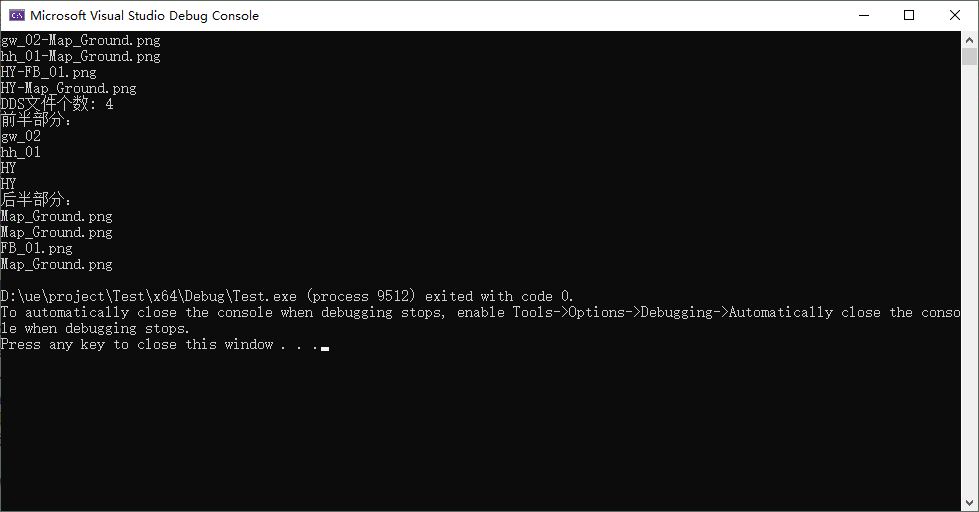 Microsoft Visual Studio Debug Console
gw_02-Map_Ground.png
hh_01-Map_Ground.png
HY-FB_01.png
HY-Map_Ground.png
DDS文件个数: 4
前半部分:
gw_02
hh_01
HY
HY
后半部分:
Map_Ground.png
Map_Ground.png
FB_01.png
Map_Ground.png
D:\ue\project\Test\x64\Debug\Test.exe (process 9512) exited with code 0.
To automatically close the console when debugging stops, enable Tools->Options->Debugging->Automatically close the conso
le when debugging stops.
Press any key to close this window . . .